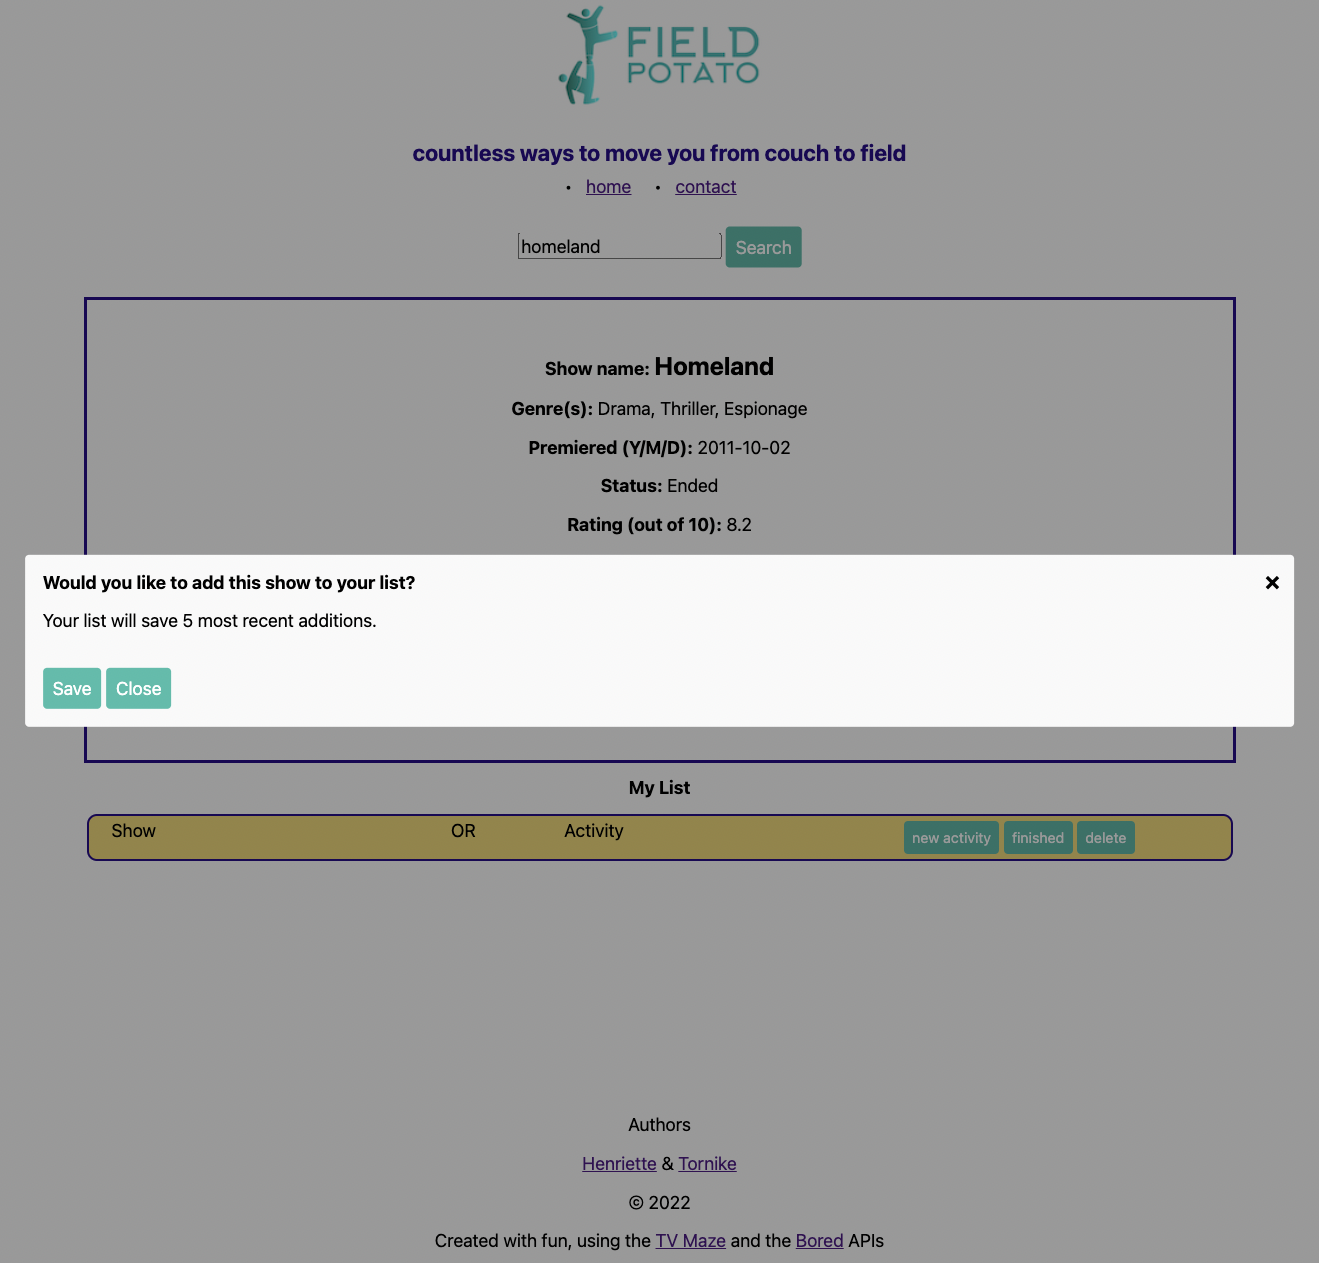 FIELD
POTATO
countless ways to move you from couch to field
• home • contact
homeland Search
Show name: Homeland
Genre(s): Drama, Thriller, Espionage
Premiered (Y/M/D): 2011-10-02
Status: Ended
Rating (out of 10): 8.2
Would you like to add this show to your list? ×
Your list will save 5 most recent additions.
Save Close
My List
Show OR Activity new activity finished delete
Authors
Henriette & Tornike
© 2022
Created with fun, using the TV Maze and the Bored APIs